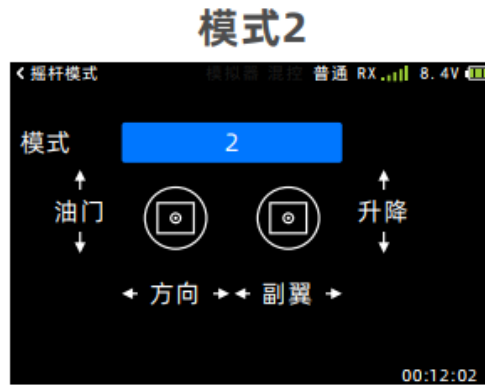 模式2
摇杆模式 模拟器 混控 普通 RX 8.4V
模式 2
油门 升降
方向 副翼
00:12:02